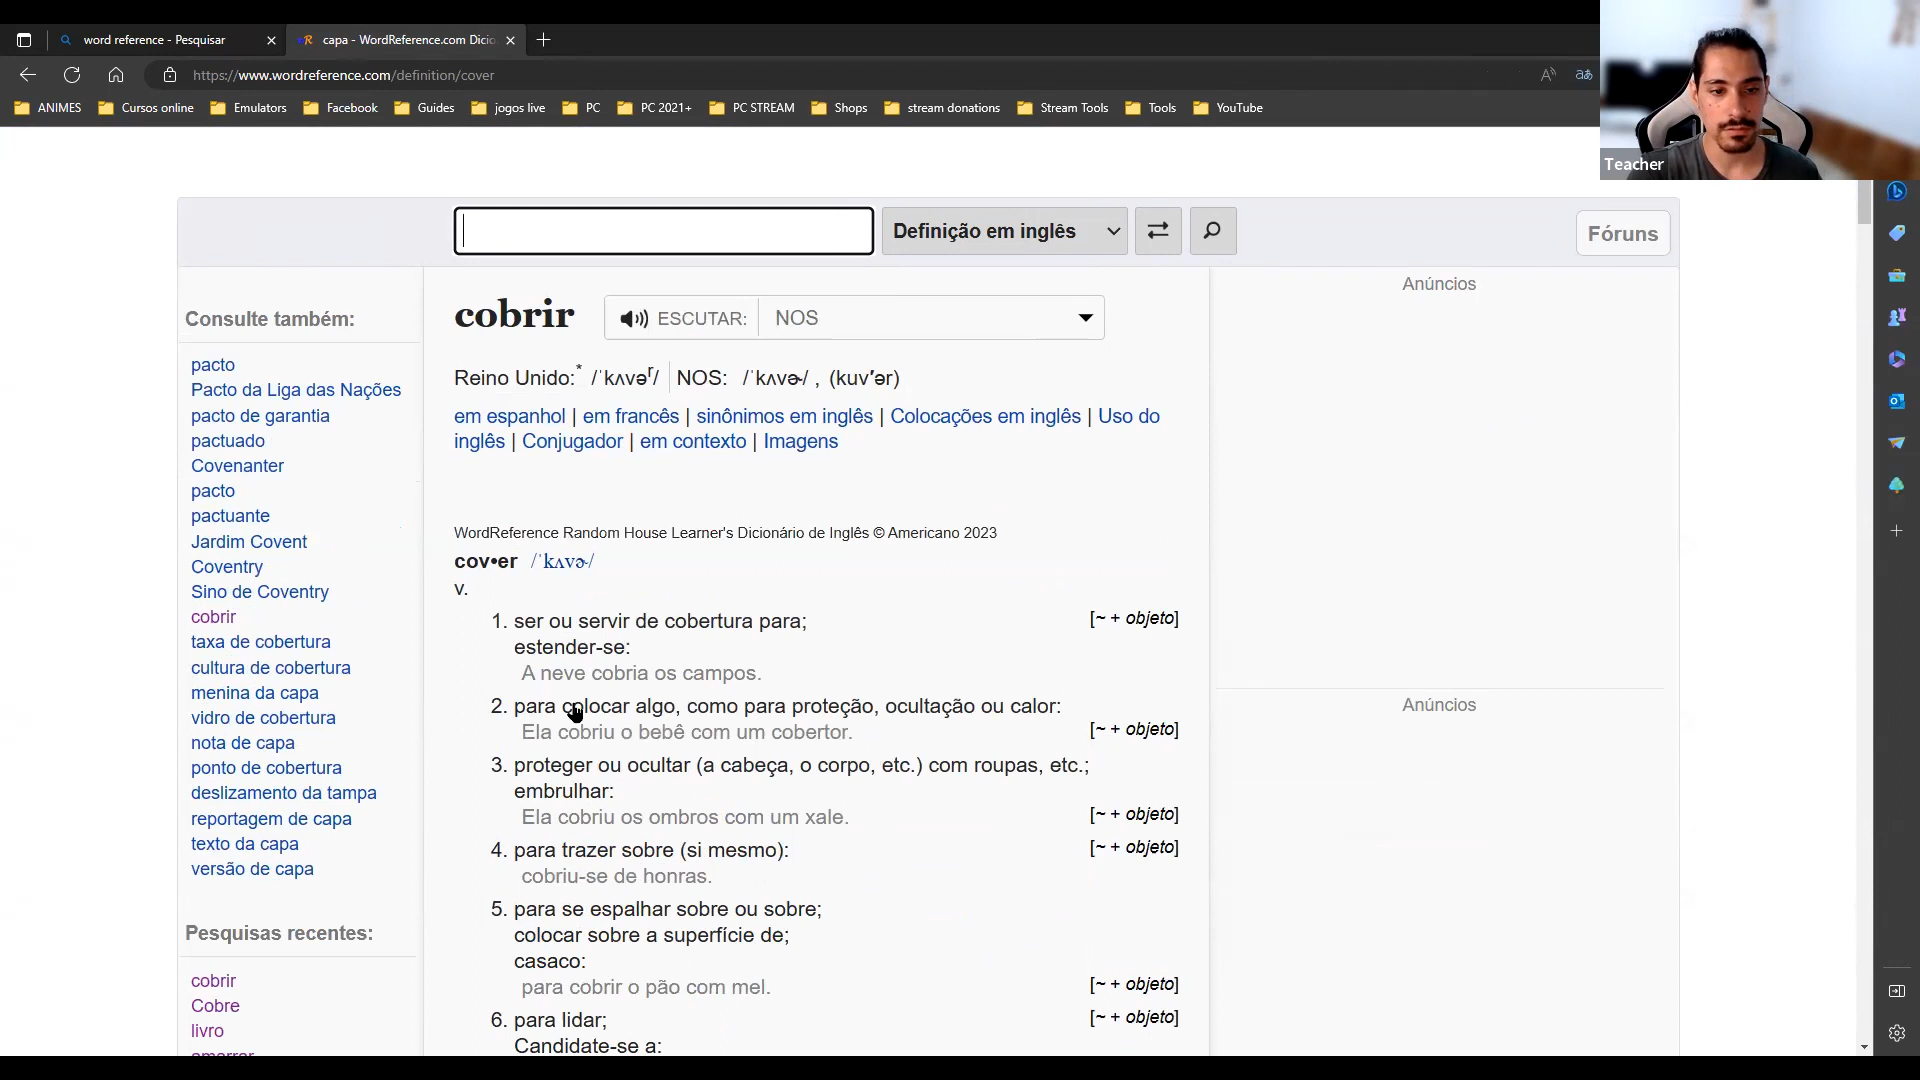 word reference - Pesquisar
capa - WordReference.com Dicio
https://www.wordreference.com/definition/cover
ANIMES Cursos online Emulators Facebook Guides jogos live PC PC 2021+ PC STREAM Shops stream donations Stream Tools Tools YouTube
Teacher
Definição em inglês
Fóruns
Consulte também:
pacto
Pacto da Liga das Nações
pacto de garantia
pactuado
Covenanter
pacto
pactuante
Jardim Covent
Coventry
Sino de Coventry
cobrir
taxa de cobertura
cultura de cobertura
menina da capa
vidro de cobertura
nota de capa
ponto de cobertura
deslizamento da tampa
reportagem de capa
texto da capa
versão de capa
Pesquisas recentes:
cobrir
Cobre
livro
amarrar
cobrir ESCUTAR: NOS
Reino Unido:* /ˈkʌvəʳ/ NOS: /ˈkʌvɚ/ , (kuv′ər)
em espanhol | em francês | sinônimos em inglês | Colocações em inglês | Uso do
inglês | Conjugador | em contexto | Imagens
WordReference Random House Learner's Dicionário de Inglês © Americano 2023
cov•er /ˈkʌvɚ/
v.
1. ser ou servir de cobertura para; [~ + objeto]
estender-se:
A neve cobria os campos.
2. para colocar algo, como para proteção, ocultação ou calor:
Ela cobriu o bebê com um cobertor. [~ + objeto]
3. proteger ou ocultar (a cabeça, o corpo, etc.) com roupas, etc.;
embrulhar:
Ela cobriu os ombros com um xale. [~ + objeto]
4. para trazer sobre (si mesmo): [~ + objeto]
cobriu-se de honras.
5. para se espalhar sobre ou sobre;
colocar sobre a superfície de;
casaco:
para cobrir o pão com mel. [~ + objeto]
6. para lidar; [~ + objeto]
Candidate-se a:
Anúncios
Anúncios